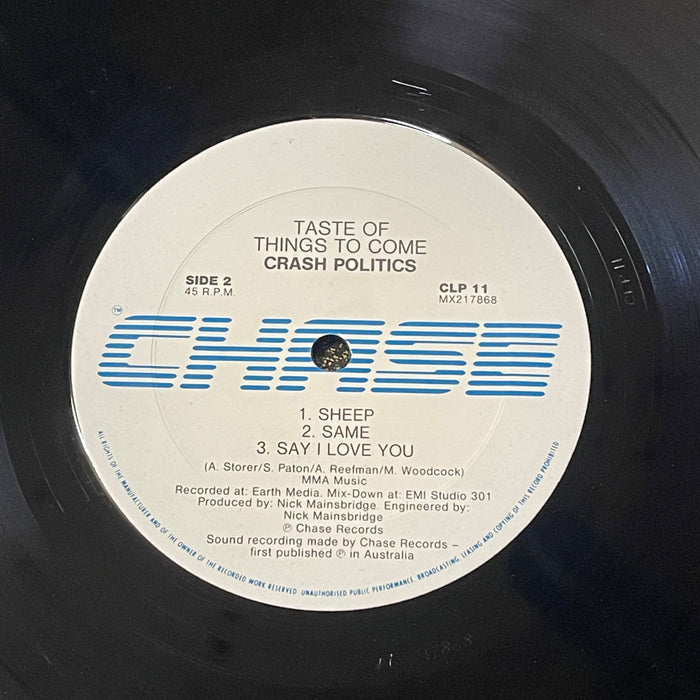 TASTE OF
THINGS TO COME
CRASH POLITICS
SIDE 2
45 R.P.M.
CLP 11
MX217868
TM
CHASE
1. SHEEP
2. SAME
3. SAY I LOVE YOU
(A. Storer/S. Paton/A. Reefman/M. Woodcock)
MMA Music
Recorded at: Earth Media. Mix-Down at: EMI Studio 301
Produced by: Nick Mainsbridge. Engineered by:
Nick Mainsbridge
℗ Chase Records
Sound recording made by Chase Records –
first published ℗ in Australia
ALL RIGHTS OF THE MANUFACTURER AND OF THE OWNER OF THE RECORDED WORK RESERVED UNAUTHORISED PUBLIC PERFORMANCE, BROADCASTING, LEASING AND COPYING OF THIS RECORD PROHIBITED